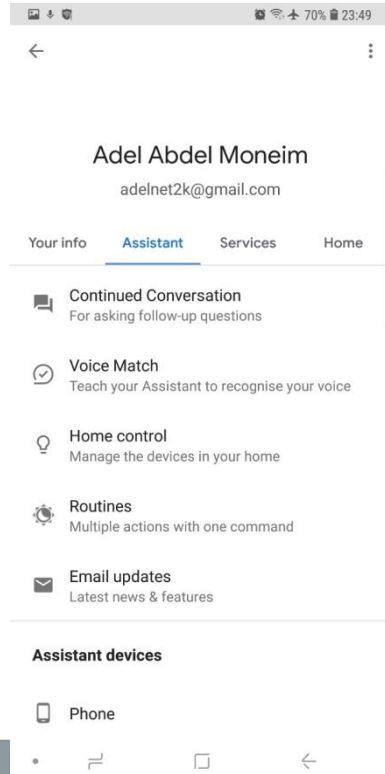 70% 23:49
Adel Abdel Moneim
adelnet2k@gmail.com
Your info Assistant Services Home
Continued Conversation
For asking follow-up questions
Voice Match
Teach your Assistant to recognise your voice
Home control
Manage the devices in your home
Routines
Multiple actions with one command
Email updates
Latest news & features
Assistant devices
Phone